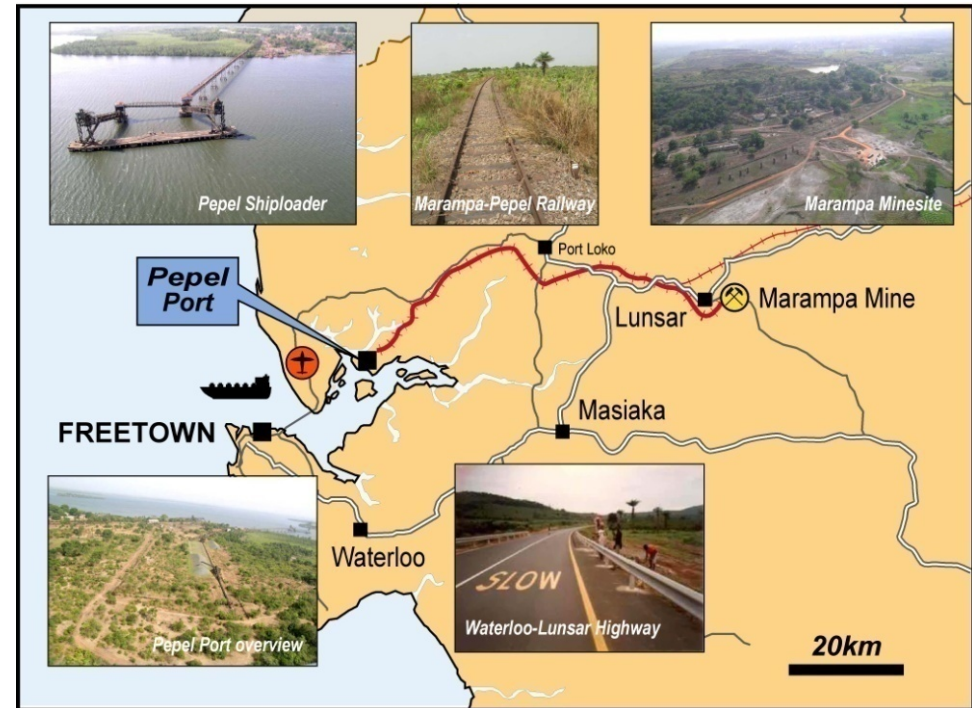 Pepel Shiploader
Marampa-Pepel Railway
Marampa Minesite
Port Loko
Pepel
Port
Lunsar
Marampa Mine
FREETOWN
Masiaka
Waterloo
SLOW
Pepel Port overview
Waterloo-Lunsar Highway
20km